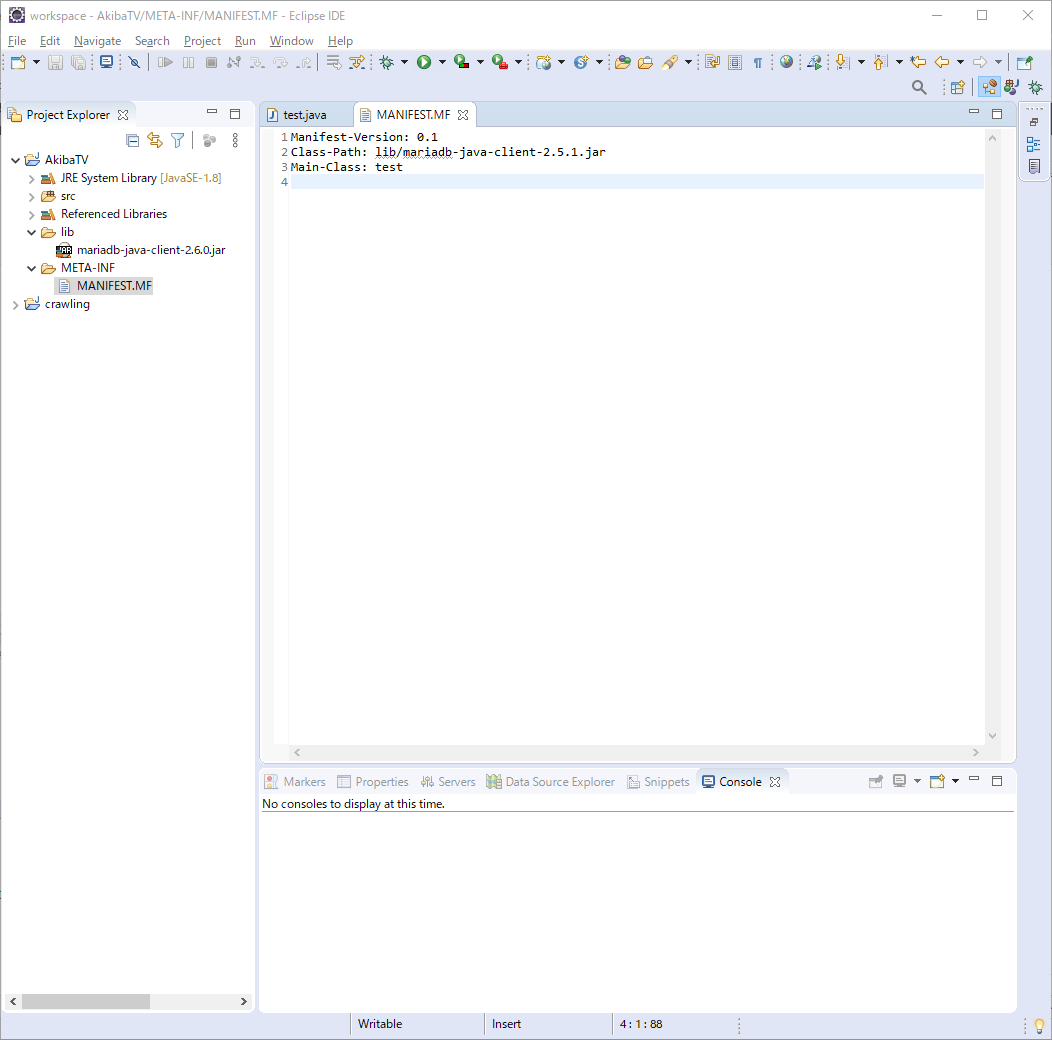 workspace - AkibaTV/META-INF/MANIFEST.MF - Eclipse IDE
File Edit Navigate Search Project Run Window Help
Project Explorer
AkibaTV
JRE System Library [JavaSE-1.8]
src
Referenced Libraries
lib
mariadb-java-client-2.6.0.jar
META-INF
MANIFEST.MF
crawling
test.java MANIFEST.MF
1 Manifest-Version: 0.1
2 Class-Path: lib/mariadb-java-client-2.5.1.jar
3 Main-Class: test
4
Markers Properties Servers Data Source Explorer Snippets Console
No consoles to display at this time.
Writable Insert 4 : 1 : 88